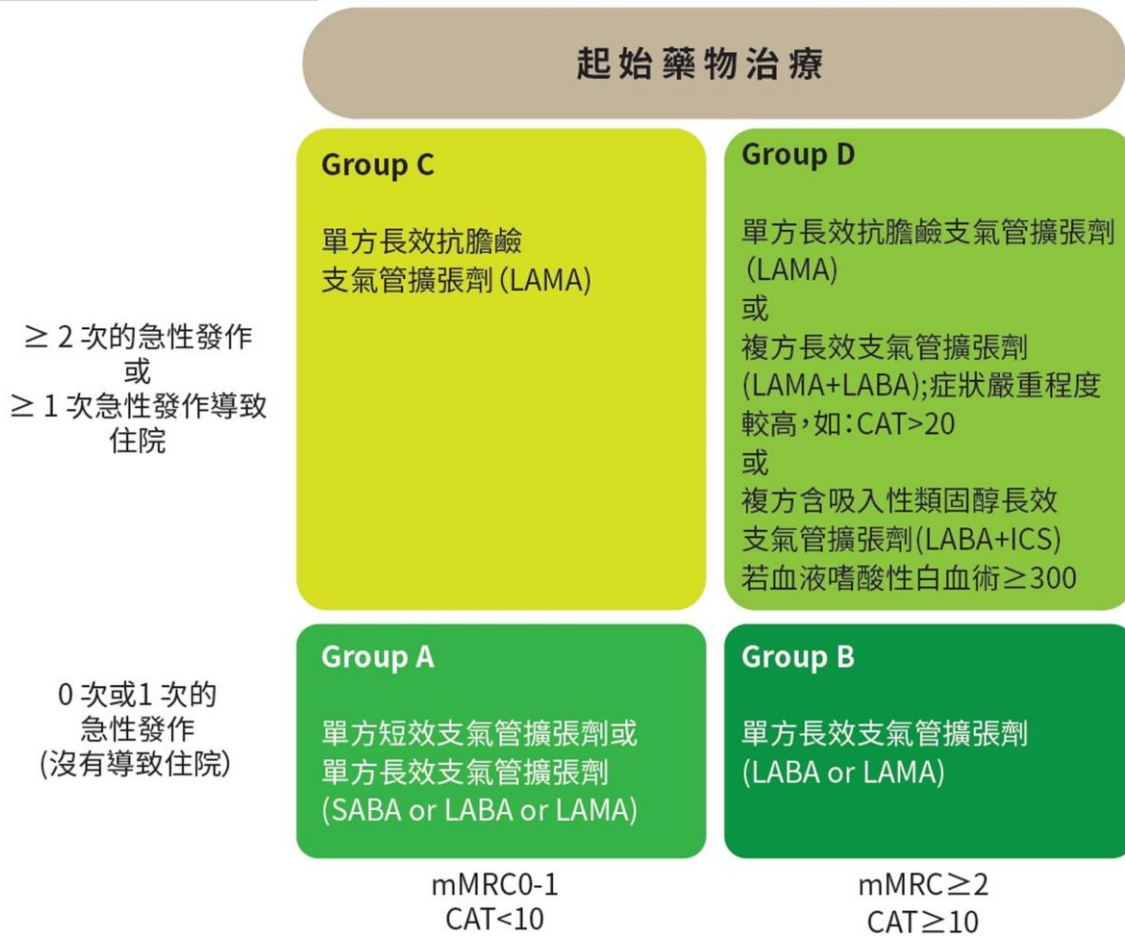 起始藥物治療
Group C
單方長效抗膽鹼
支氣管擴張劑(LAMA)
Group D
單方長效抗膽鹼支氣管擴張劑
(LAMA)
或
複方長效支氣管擴張劑
(LAMA+LABA);症狀嚴重程度
較高,如:CAT>20
或
複方含吸入性類固醇長效
支氣管擴張劑(LABA+ICS)
若血液嗜酸性白血術≥300
≥ 2 次的急性發作
或
≥ 1 次急性發作導致
住院
Group A
單方短效支氣管擴張劑或
單方長效支氣管擴張劑
(SABA or LABA or LAMA)
Group B
單方長效支氣管擴張劑
(LABA or LAMA)
0 次或1 次的
急性發作
(沒有導致住院)
mMRC0-1
CAT<10
mMRC≥2
CAT≥10